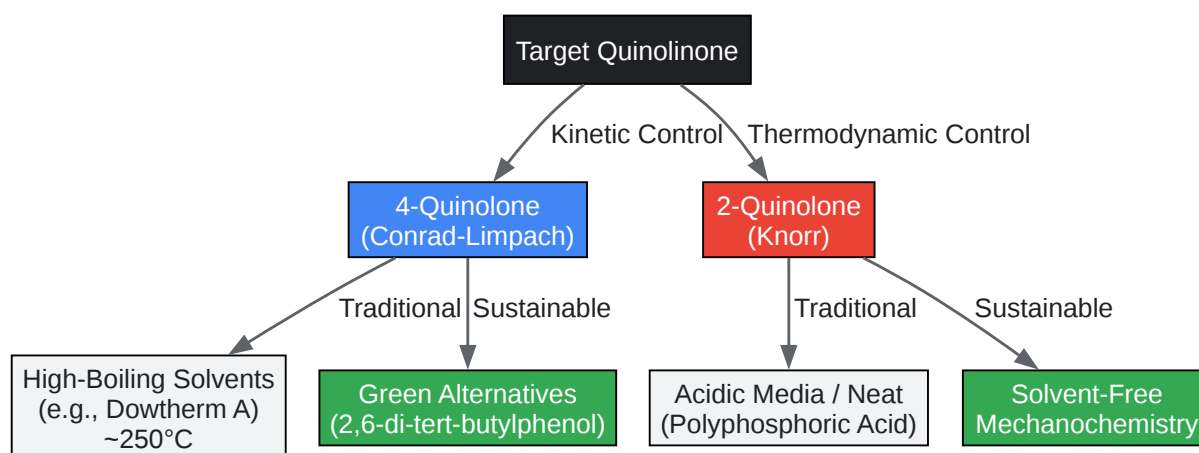 Target Quinolinone
Kinetic Control
Thermodynamic Control
4-Quinolone
(Conrad-Limpach)
2-Quinolone
(Knorr)
Traditional
Sustainable
Traditional
Sustainable
High-Boiling Solvents
(e.g., Dowtherm A)
~250°C
Green Alternatives
(2,6-di-tert-butylphenol)
Acidic Media / Neat
(Polyphosphoric Acid)
Solvent-Free
Mechanochemistry